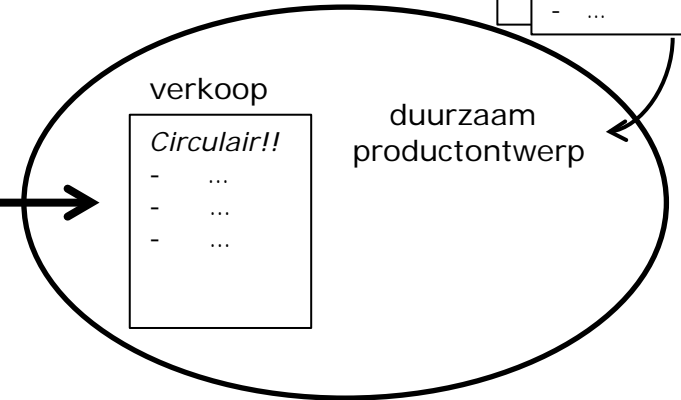 - ...
verkoop
Circulair!!
- ...
- ...
- ...
duurzaam
productontwerp